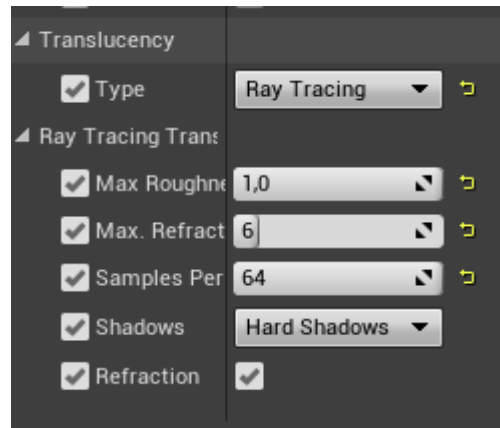 Translucency
Type Ray Tracing
Ray Tracing Trans
Max Roughne 1,0
Max. Refract 6
Samples Per 64
Shadows Hard Shadows
Refraction